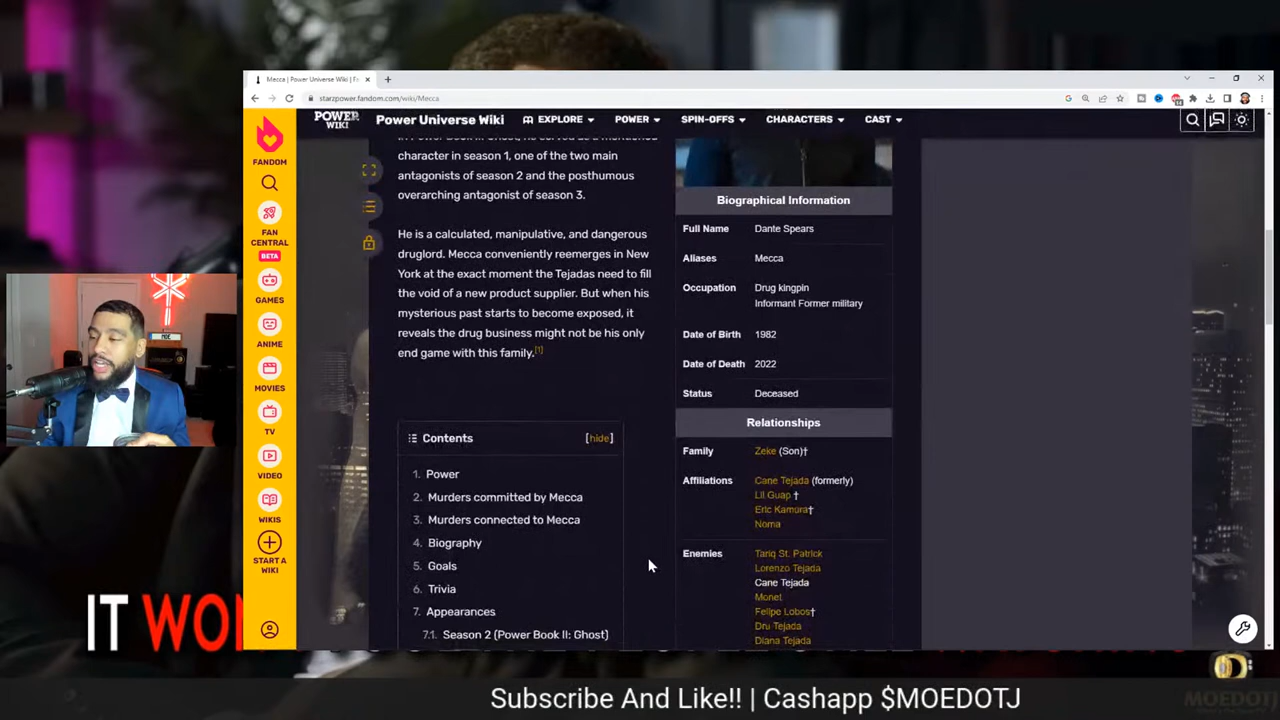 Mecca | Power Universe Wiki | Fa
starzpower.fandom.com/wiki/Mecca
POWER WIKI
Power Universe Wiki
EXPLORE
POWER
SPIN-OFFS
CHARACTERS
CAST
FANDOM
FAN CENTRAL
BETA
GAMES
ANIME
MOVIES
TV
VIDEO
WIKIS
START A WIKI
character in season 1, one of the two main
antagonists of season 2 and the posthumous
overarching antagonist of season 3.
He is a calculated, manipulative, and dangerous
druglord. Mecca conveniently reemerges in New
York at the exact moment the Tejadas need to fill
the void of a new product supplier. But when his
mysterious past starts to become exposed, it
reveals the drug business might not be his only
end game with this family.[1]
Contents [hide]
1. Power
2. Murders committed by Mecca
3. Murders connected to Mecca
4. Biography
5. Goals
6. Trivia
7. Appearances
7.1. Season 2 (Power Book II: Ghost)
Biographical Information
Full Name Dante Spears
Aliases Mecca
Occupation Drug kingpin
Informant Former military
Date of Birth 1982
Date of Death 2022
Status Deceased
Relationships
Family Zeke (Son)†
Affiliations Cane Tejada (formerly)
Lil Guap †
Eric Kamura†
Noma
Enemies Tariq St. Patrick
Lorenzo Tejada
Cane Tejada
Monet
Felipe Lobos†
Dru Tejada
Diana Tejada
MOE
IT WON
Subscribe And Like!! | Cashapp $MOEDOTJ
MOEDOTJ